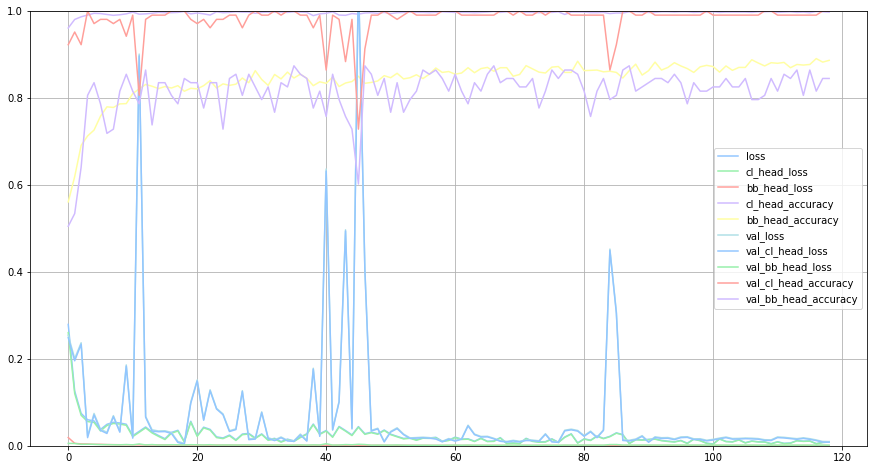 1.0
0.8
0.6
0.4
0.2
0.0
0 20 40 60 80 100 120
loss
cl_head_loss
bb_head_loss
cl_head_accuracy
bb_head_accuracy
val_loss
val_cl_head_loss
val_bb_head_loss
val_cl_head_accuracy
val_bb_head_accuracy